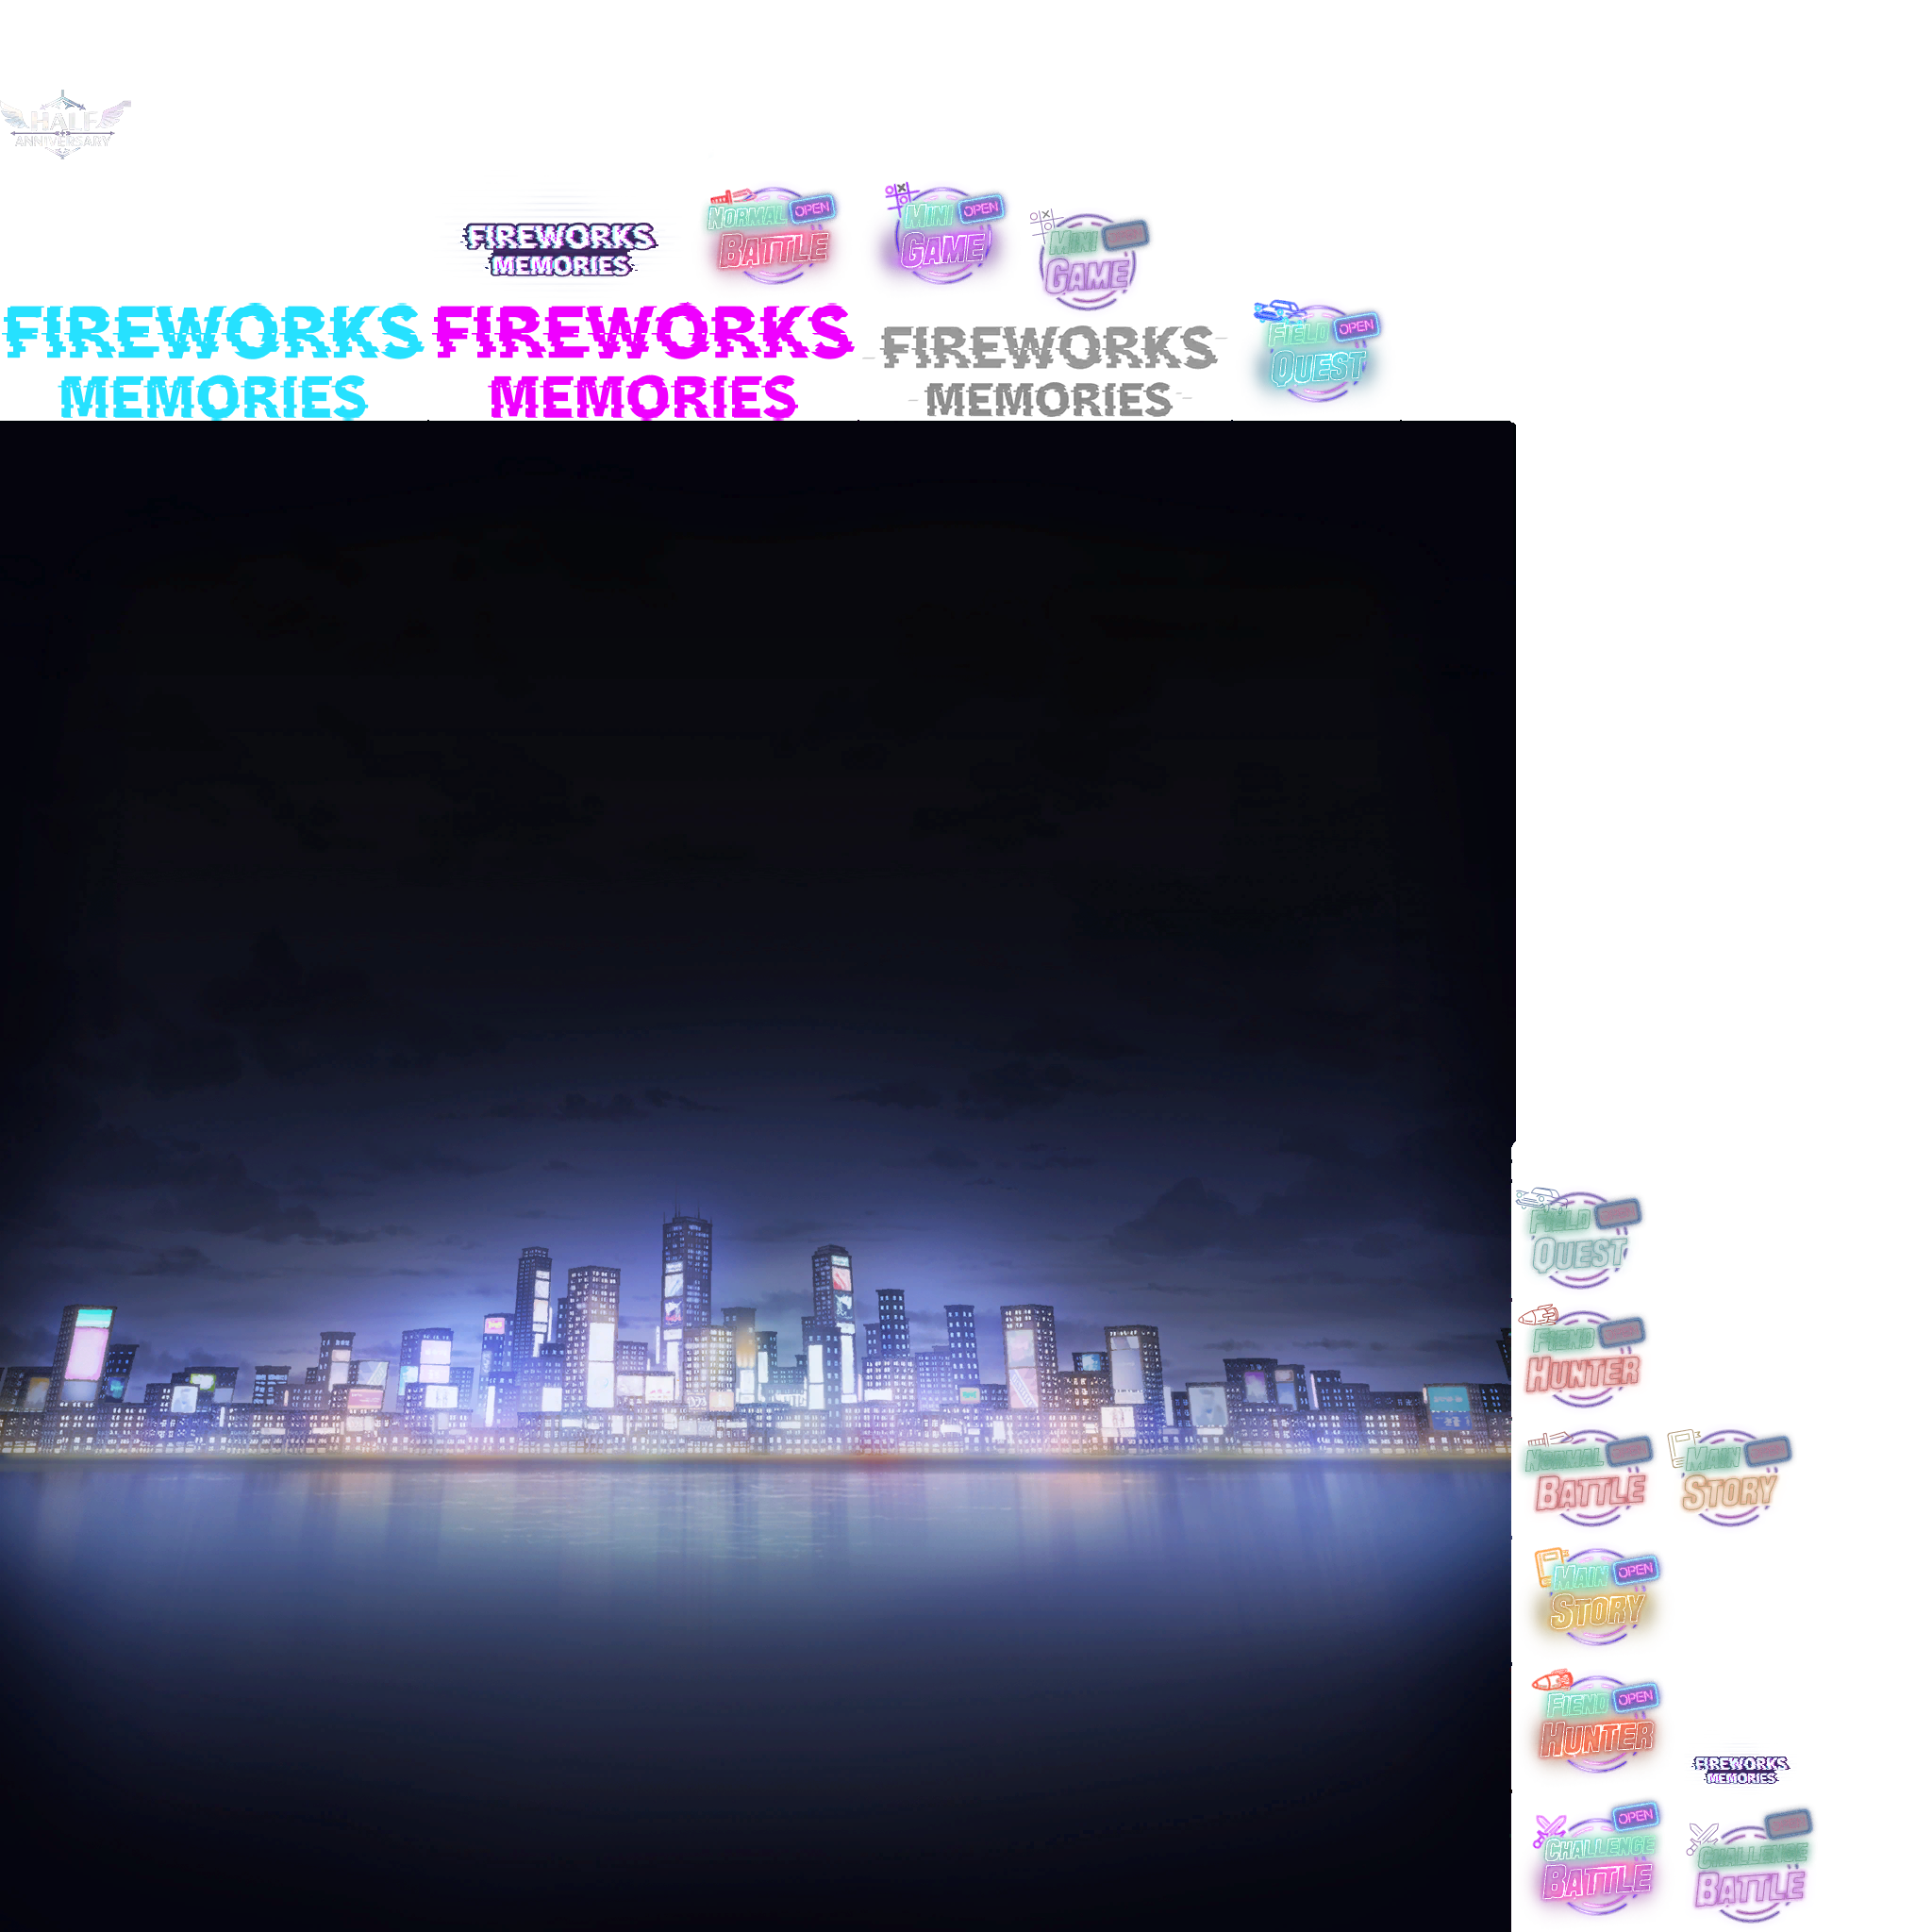 HALF
ANNIVERSARY
FIREWORKS
MEMORIES
NORMAL OPEN
BATTLE
MINI OPEN
GAME
MINI
GAME
FIREWORKS
MEMORIES
FIREWORKS
MEMORIES
FIREWORKS
MEMORIES
FIELD OPEN
QUEST
FIELD
QUEST
FIEND
HUNTER
NORMAL
BATTLE
MAIN
STORY
MAIN OPEN
STORY
FIEND OPEN
HUNTER
FIREWORKS
MEMORIES
OPEN
CHALLENGE
BATTLE
CHALLENGE
BATTLE